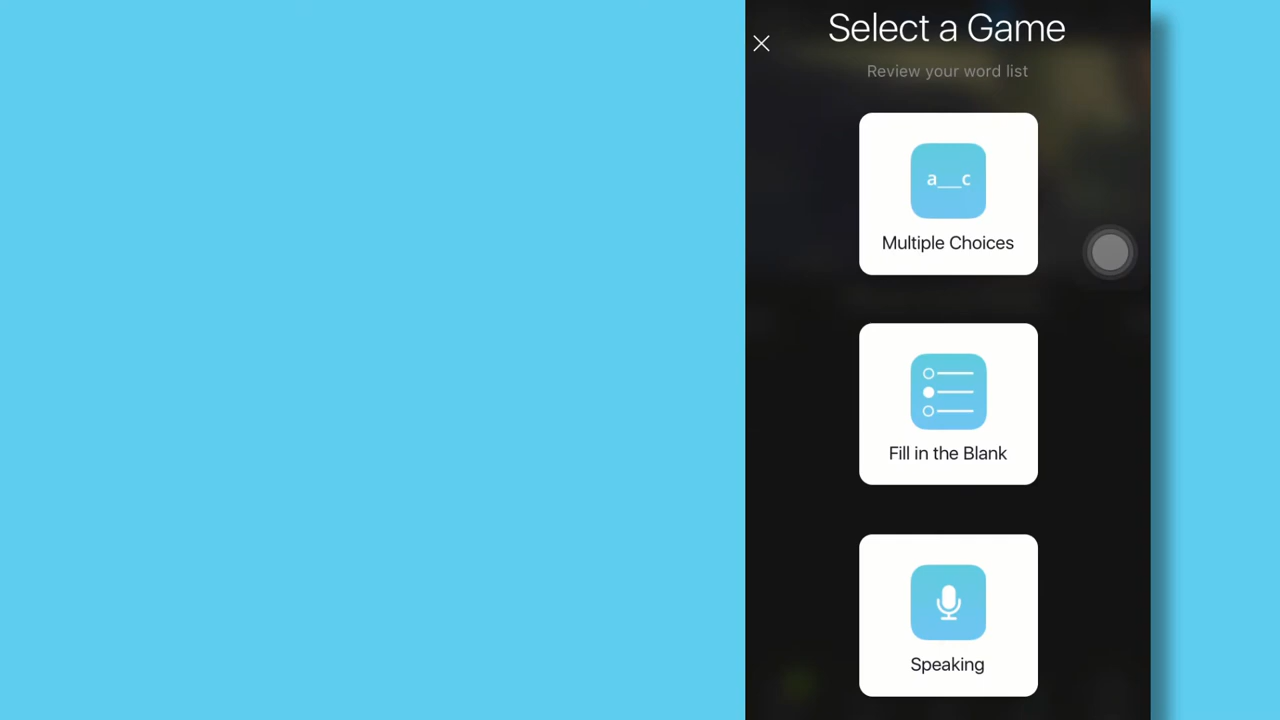 Select a Game
Review your word list
a__c
Multiple Choices
Fill in the Blank
Speaking